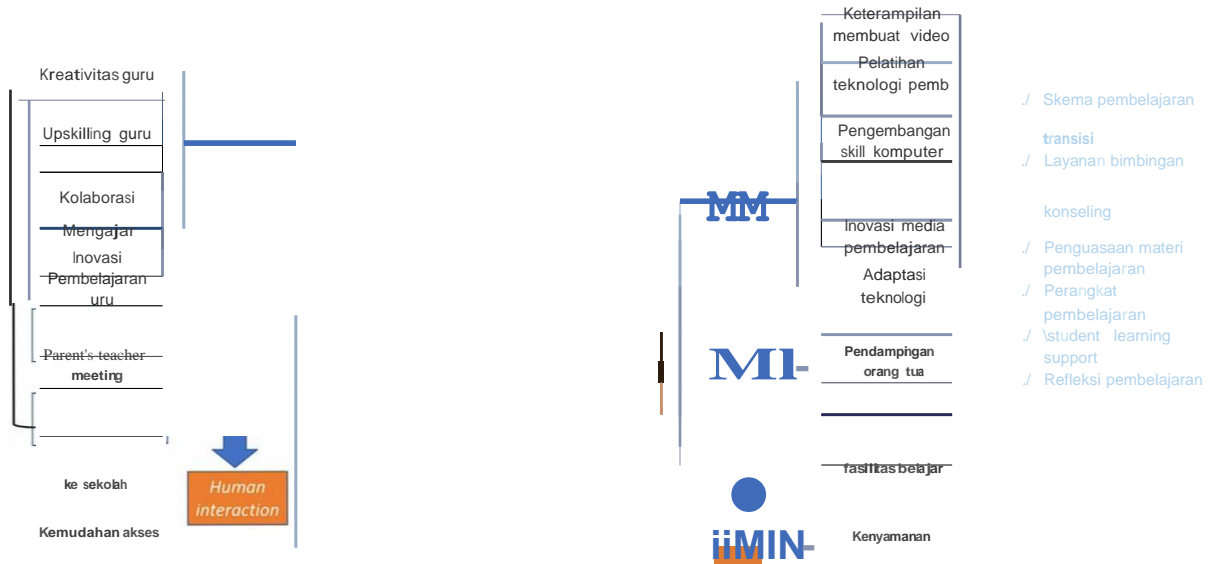 Kreativitas guru
Upskilling guru
Kolaborasi
Mengajar
Inovasi
Pembelajaran
uru
Parent's teacher
meeting
ke sekolah
Kemudahan akses
Human
interaction
MM
MI-
iiMIN-
Keterampilan
membuat video
Pelatihan
teknologi pemb
Pengembangan
skill komputer
Inovasi media
pembelajaran
Adaptasi
teknologi
Pendampingan
orang tua
fasilitas belajar
Kenyamanan
./ Skema pembelajaran
transisi
./ Layanan bimbingan
konseling
./ Penguasaan materi
pembelajaran
./ Perangkat
pembelajaran
./ \student learning
support
./ Refleksi pembelajaran